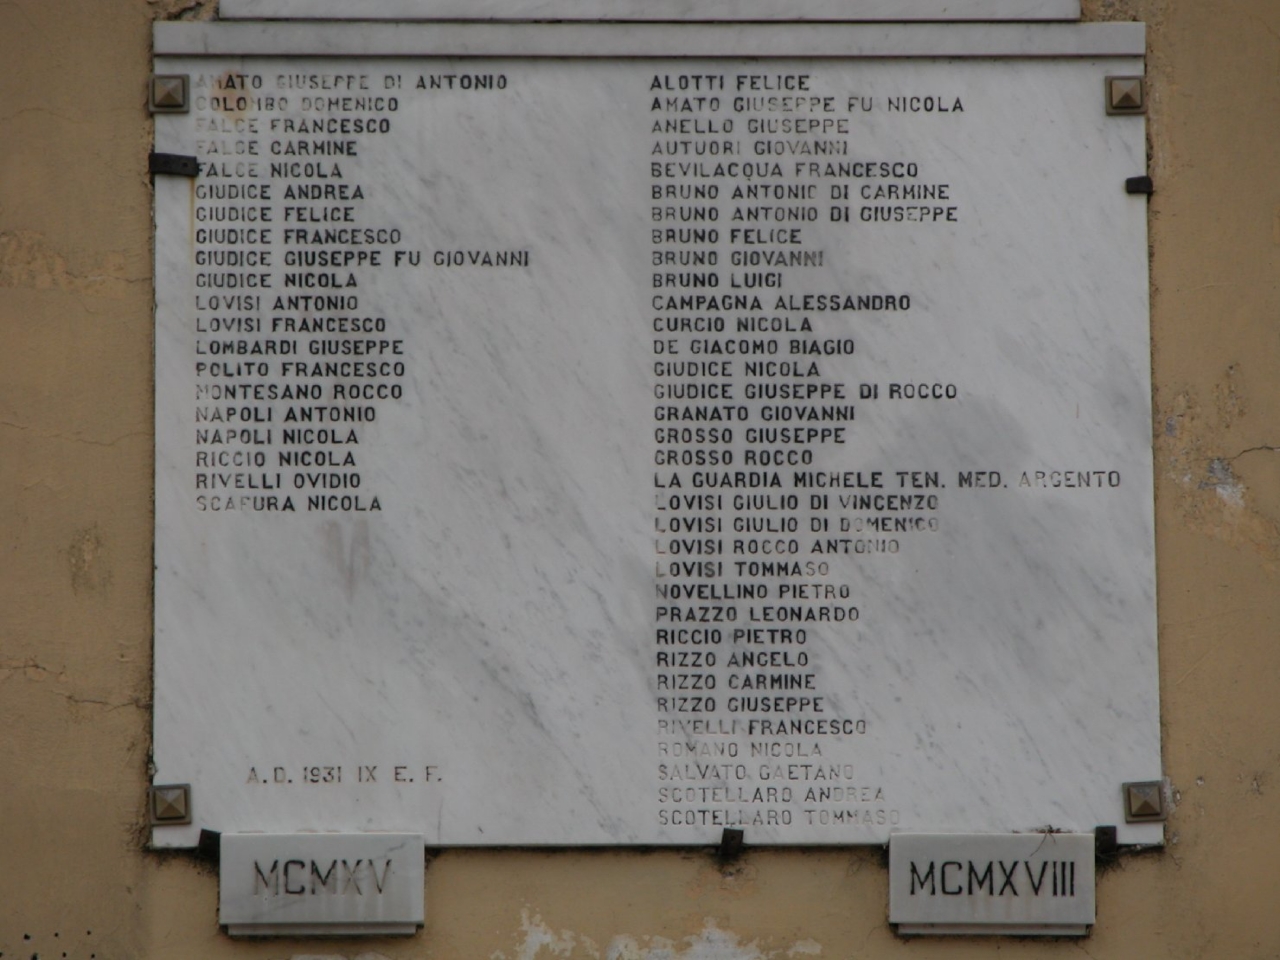 AMATO GIUSEPPE DI ANTONIO
COLOMBO DOMENICO
FALCE FRANCESCO
FALCE CARMINE
FALCE NICOLA
GIUDICE ANDREA
GIUDICE FELICE
GIUDICE FRANCESCO
GIUDICE GIUSEPPE FU GIOVANNI
GIUDICE NICOLA
LOVISI ANTONIO
LOVISI FRANCESCO
LOMBARDI GIUSEPPE
POLITO FRANCESCO
MONTESANO ROCCO
NAPOLI ANTONIO
NAPOLI NICOLA
RICCIO NICOLA
RIVELLI OVIDIO
SCAFURA NICOLA
A.D. 1931 IX E. F.
ALOTTI FELICE
AMATO GIUSEPPE FU NICOLA
ANELLO GIUSEPPE
AUTUORI GIOVANNI
BEVILACQUA FRANCESCO
BRUNO ANTONIO DI CARMINE
BRUNO ANTONIO DI GIUSEPPE
BRUNO FELICE
BRUNO GIOVANNI
BRUNO LUIGI
CAMPAGNA ALESSANDRO
CURCIO NICOLA
DE GIACOMO BIAGIO
GIUDICE NICOLA
GIUDICE GIUSEPPE DI ROCCO
GRANATO GIOVANNI
GROSSO GIUSEPPE
GROSSO ROCCO
LA GUARDIA MICHELE TEN. MED. ARGENTO
LOVISI GIULIO DI VINCENZO
LOVISI GIULIO DI DOMENICO
LOVISI ROCCO ANTONIO
LOVISI TOMMASO
NOVELLINO PIETRO
PRAZZO LEONARDO
RICCIO PIETRO
RIZZO ANGELO
RIZZO CARMINE
RIZZO GIUSEPPE
RIVELLI FRANCESCO
ROMANO NICOLA
SALVATO GAETANO
SCOTELLARO ANDREA
SCOTELLARO TOMMASO
MCMXV
MCMXVIII